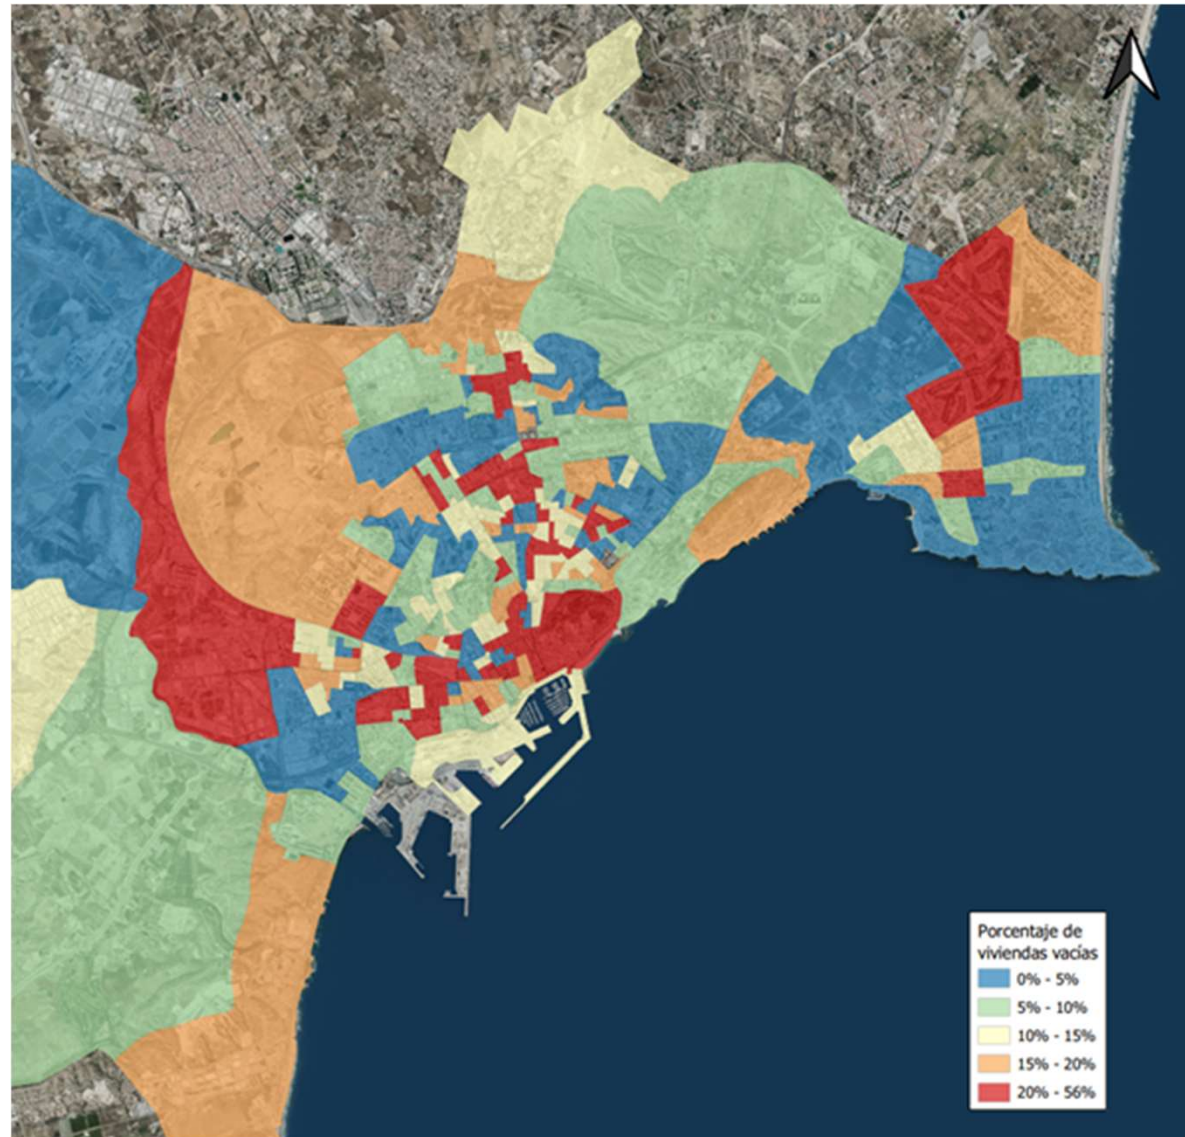 Porcentaje de
viviendas vacías
0% - 5%
5% - 10%
10% - 15%
15% - 20%
20% - 56%